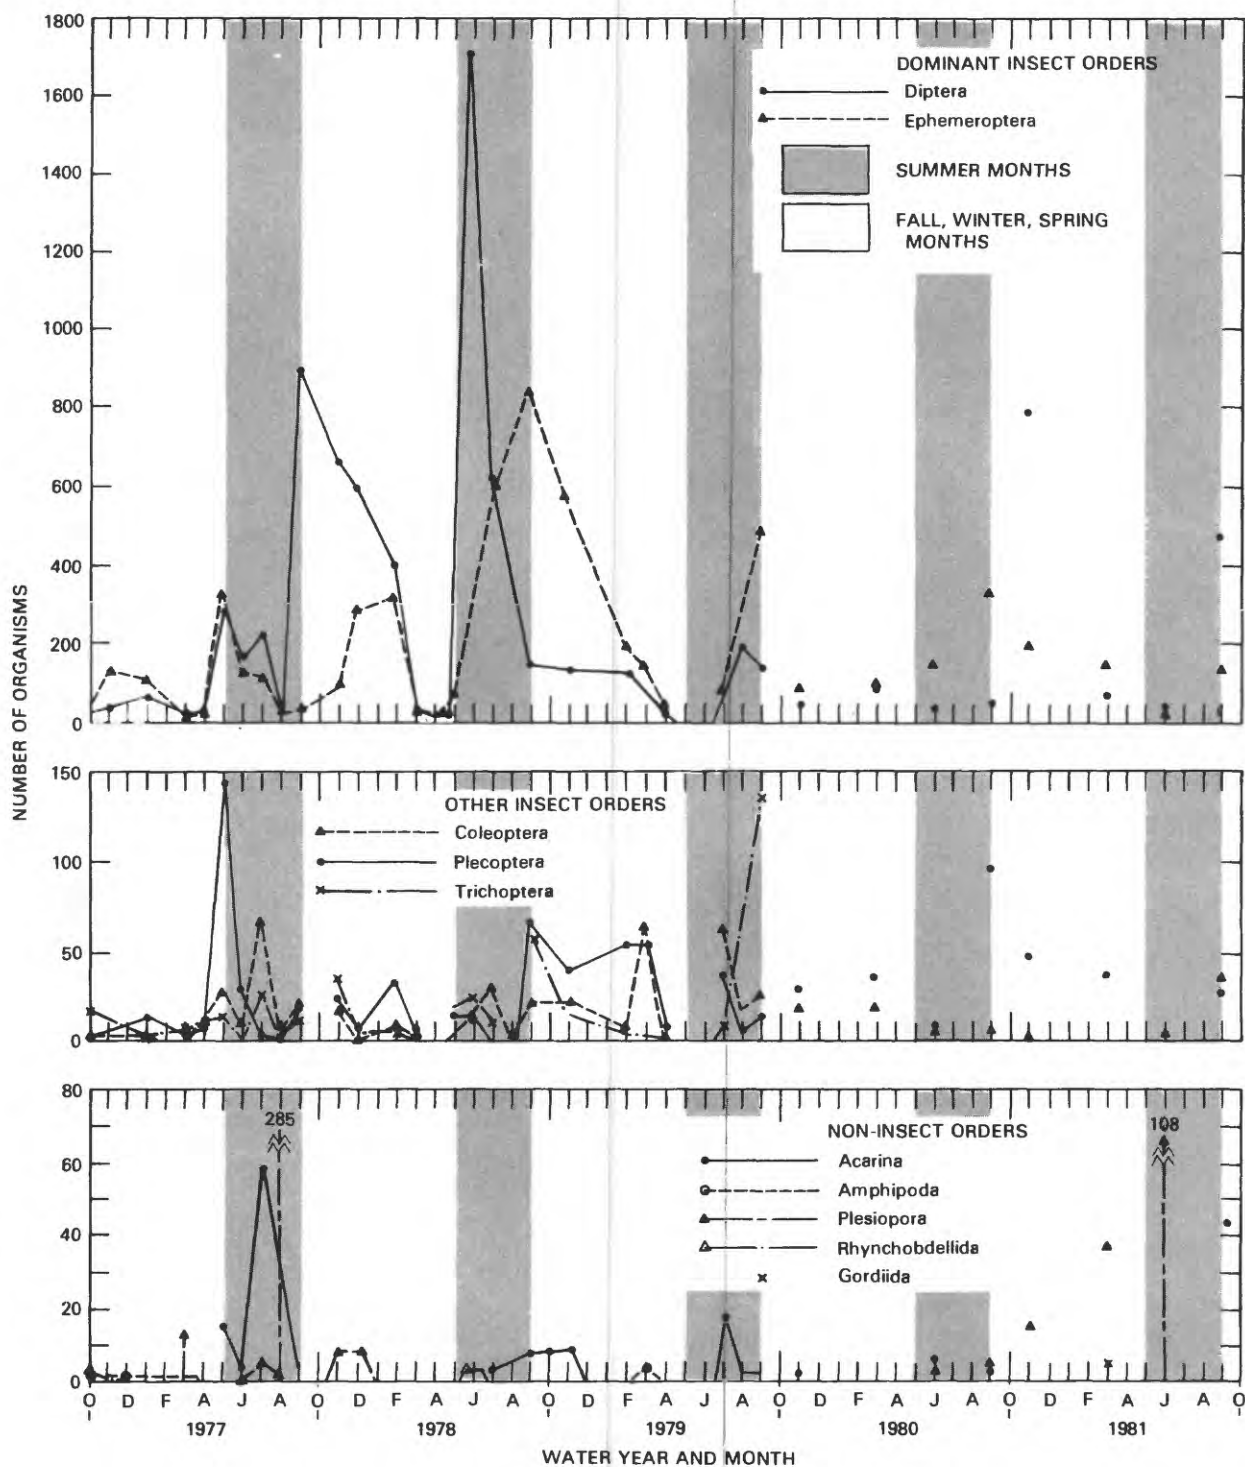 1800
1600
1400
1200
1000
800
600
400
200
0
DOMINANT INSECT ORDERS
Diptera
Ephemeroptera
SUMMER MONTHS
FALL, WINTER, SPRING
MONTHS
NUMBER OF ORGANISMS
150
100
50
0
OTHER INSECT ORDERS
Coleoptera
Plecoptera
Trichoptera
80
60
40
20
0
285
108
NON-INSECT ORDERS
Acarina
Amphipoda
Plesiopora
Rhynchobdellida
Gordiida
O D F A J A O D F A J A O D F A J A O D F A J A O D F A J A O
1977 1978 1979 1980 1981
WATER YEAR AND MONTH